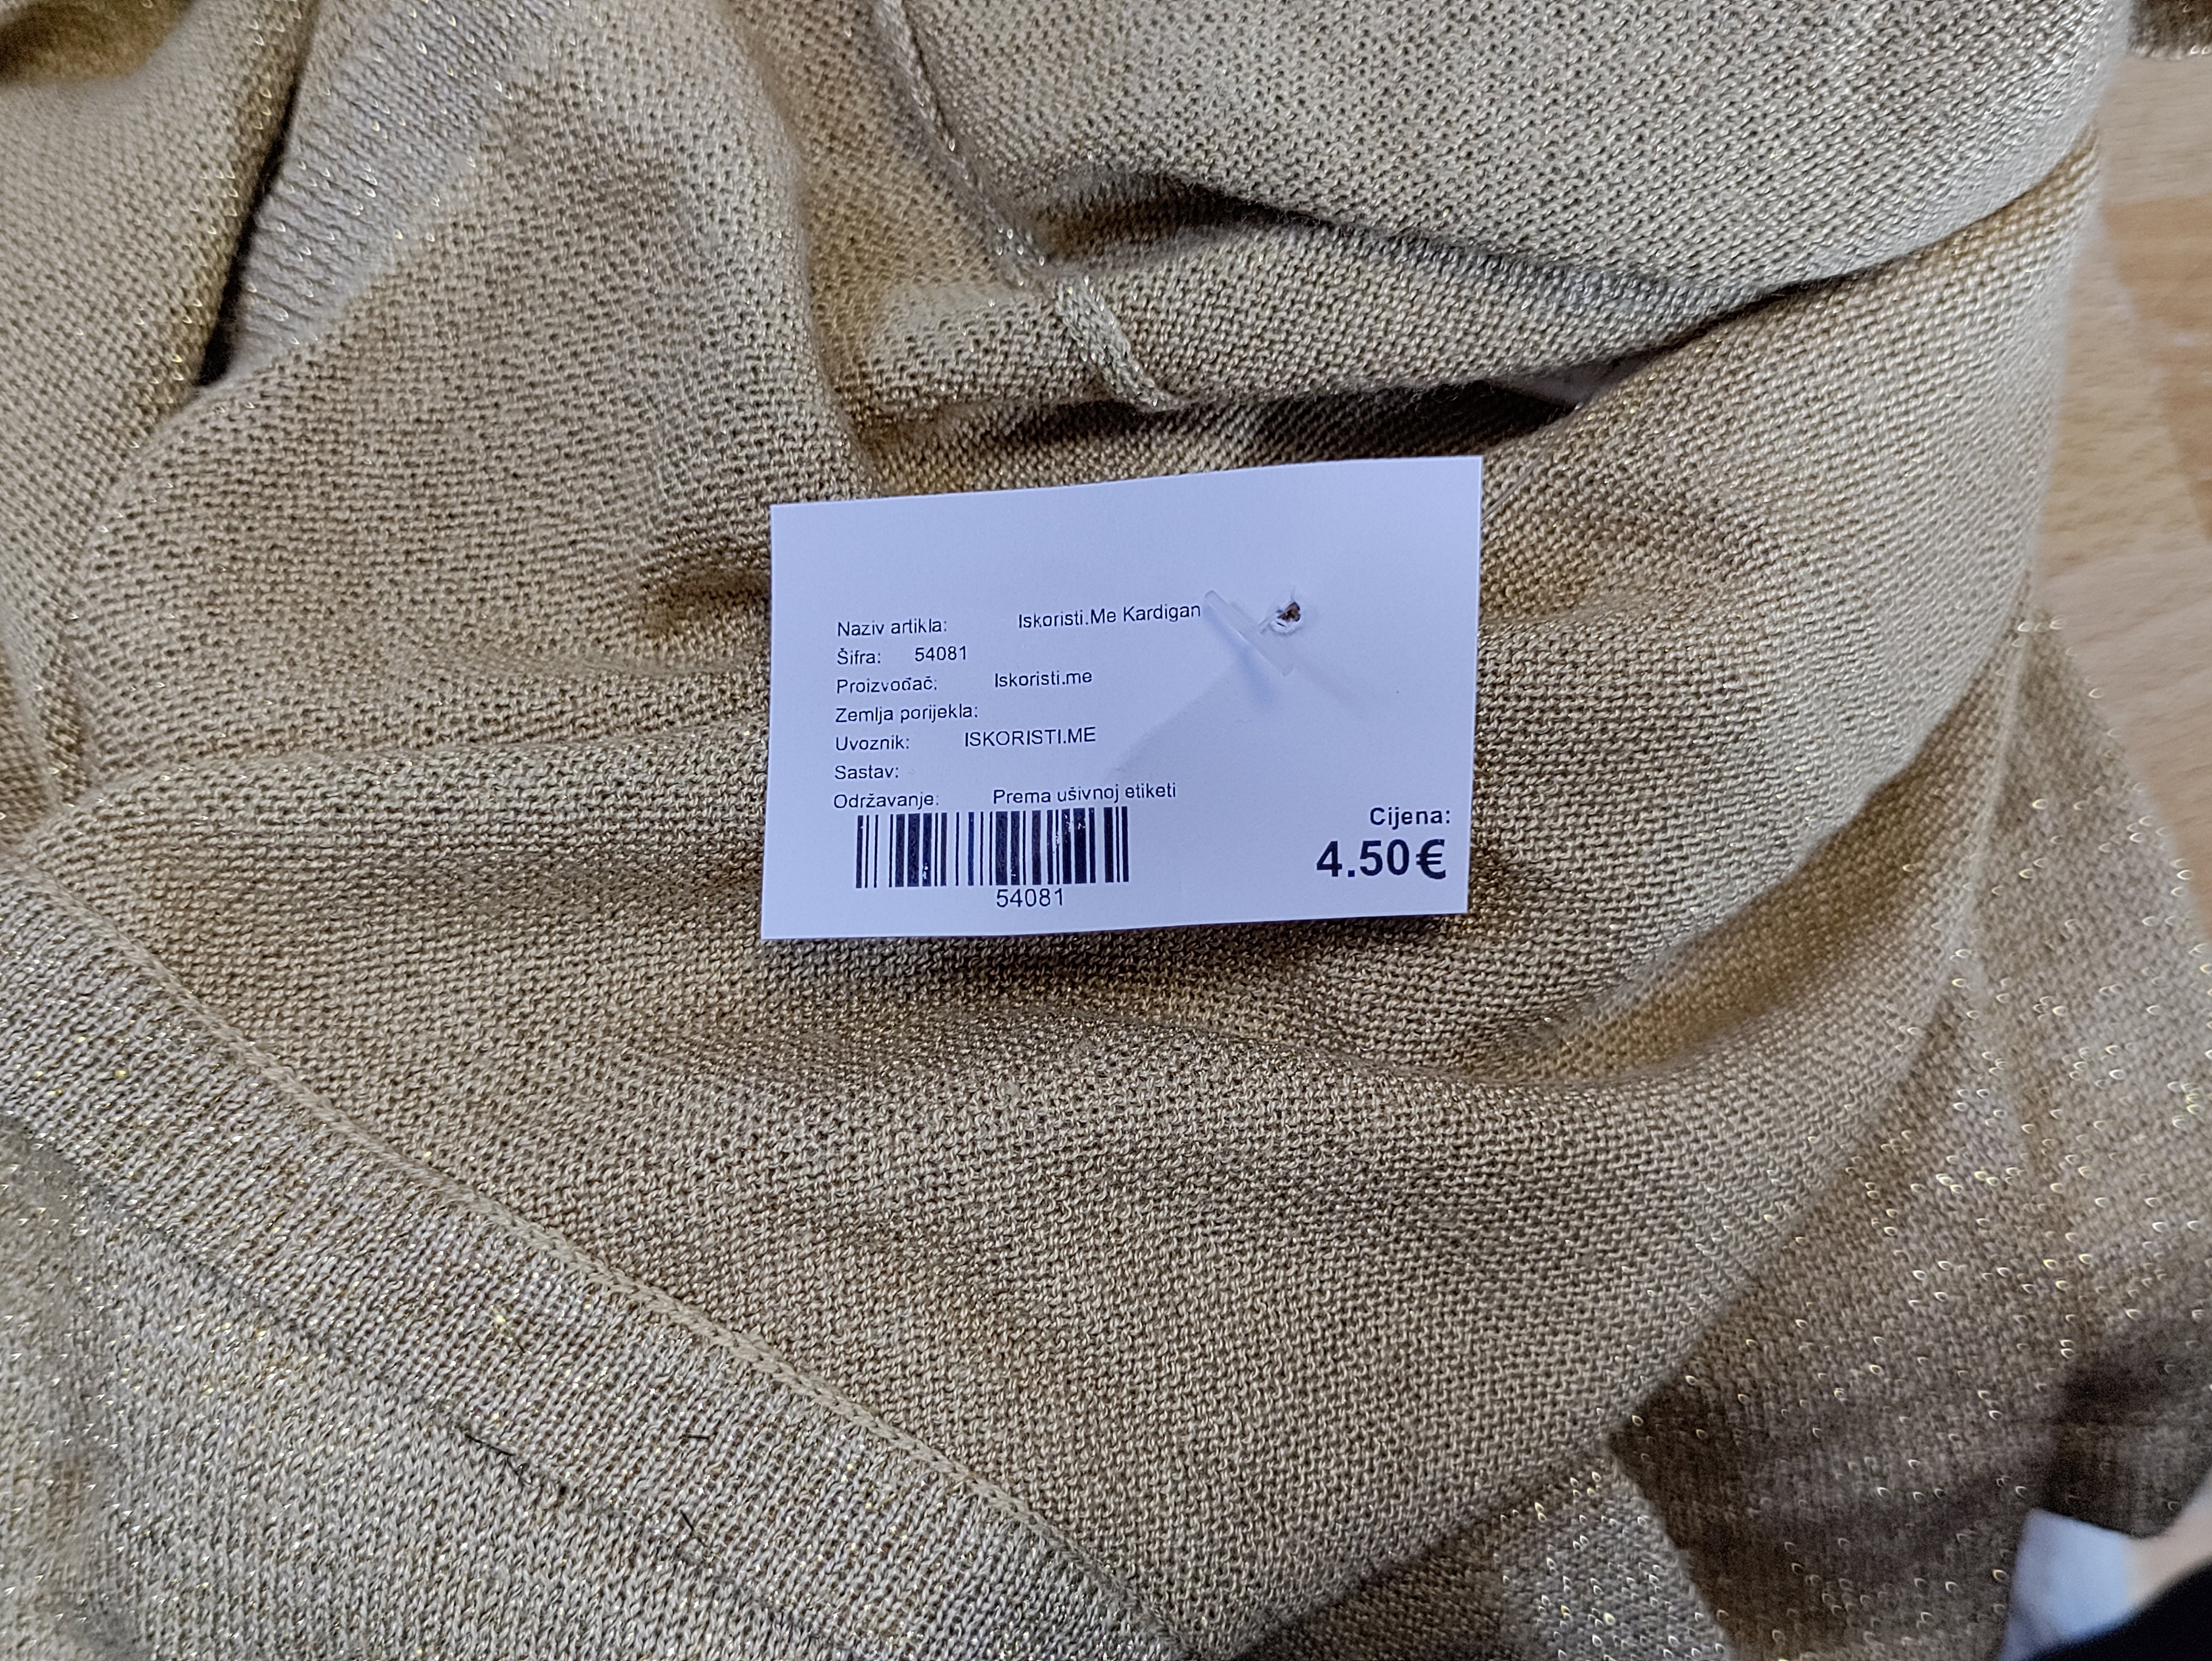 Naziv artikla: Iskoristi.Me Kardigan
Šifra: 54081
Proizvođač: Iskoristi.me
Zemlja porijekla:
Uvoznik: ISKORISTI.ME
Sastav:
Održavanje: Prema ušivnoj etiketi
54081
Cijena:
4.50€